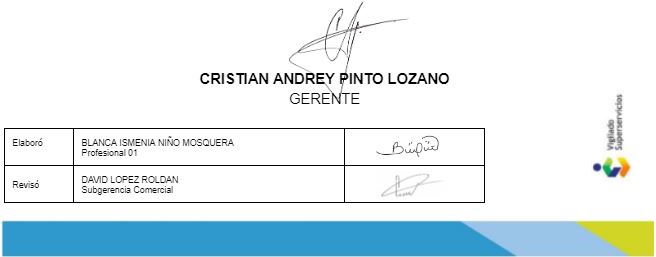 CRISTIAN ANDREY PINTO LOZANO
GERENTE
Elaboró
BLANCA ISMENIA NIÑO MOSQUERA
Profesional 01
Revisó
DAVID LOPEZ ROLDAN
Subgerencia Comercial
Vigilado
Superservicios